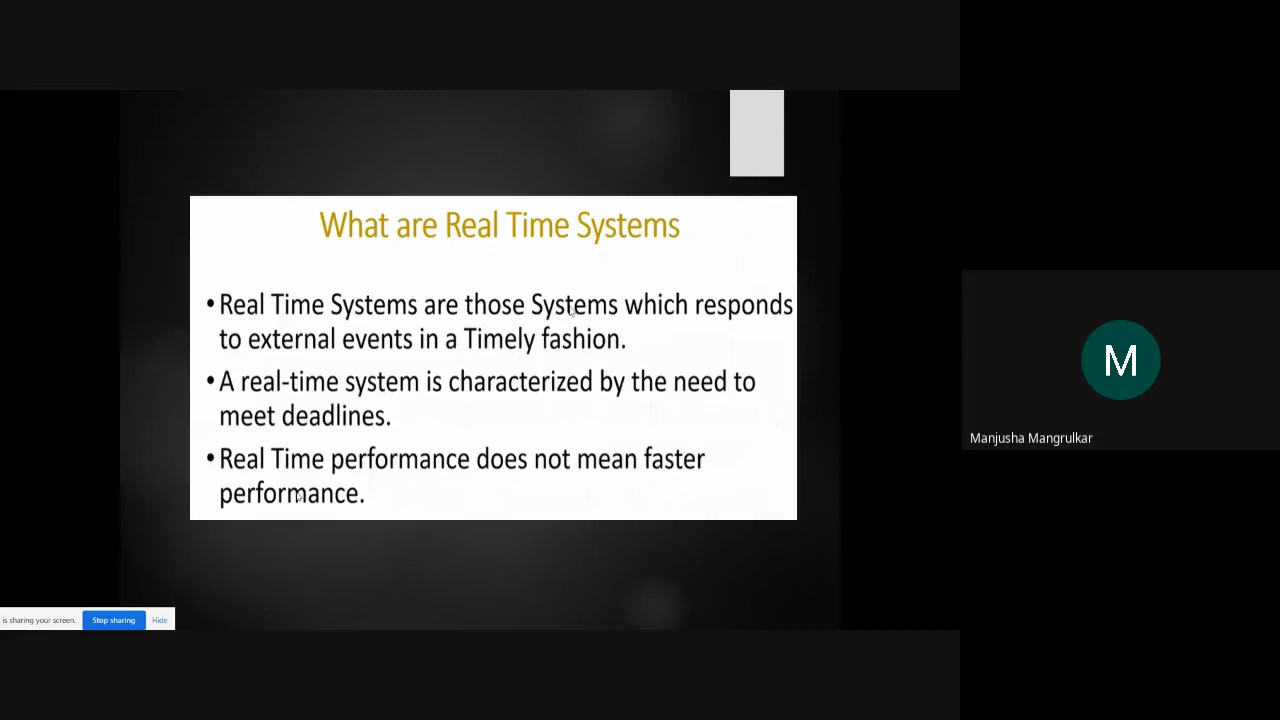 What are Real Time Systems
•Real Time Systems are those Systems which responds
to external events in a Timely fashion.
•A real-time system is characterized by the need to
meet deadlines.
•Real Time performance does not mean faster
performance.
M
Manjusha Mangrulkar
is sharing your screen. Stop sharing Hide